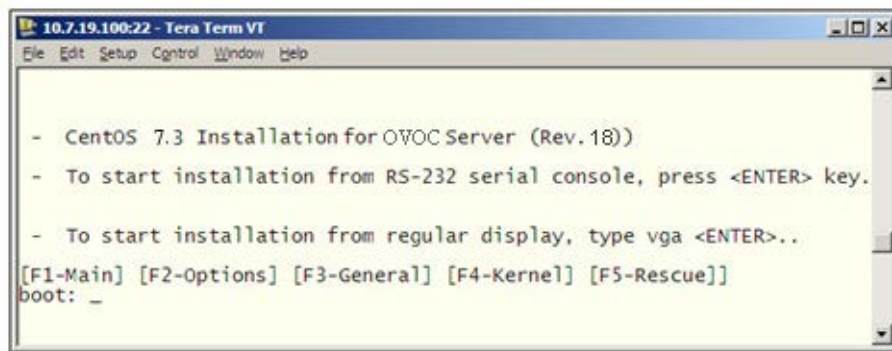 10.7.19.100:22 - Tera Term VT
File Edit Setup Control Window Help
- CentOS 7.3 Installation for OVOC Server (Rev. 18))
- To start installation from RS-232 serial console, press <ENTER> key.
- To start installation from regular display, type vga <ENTER>..
[F1-Main] [F2-Options] [F3-General] [F4-Kernel] [F5-Rescue]]
boot: _